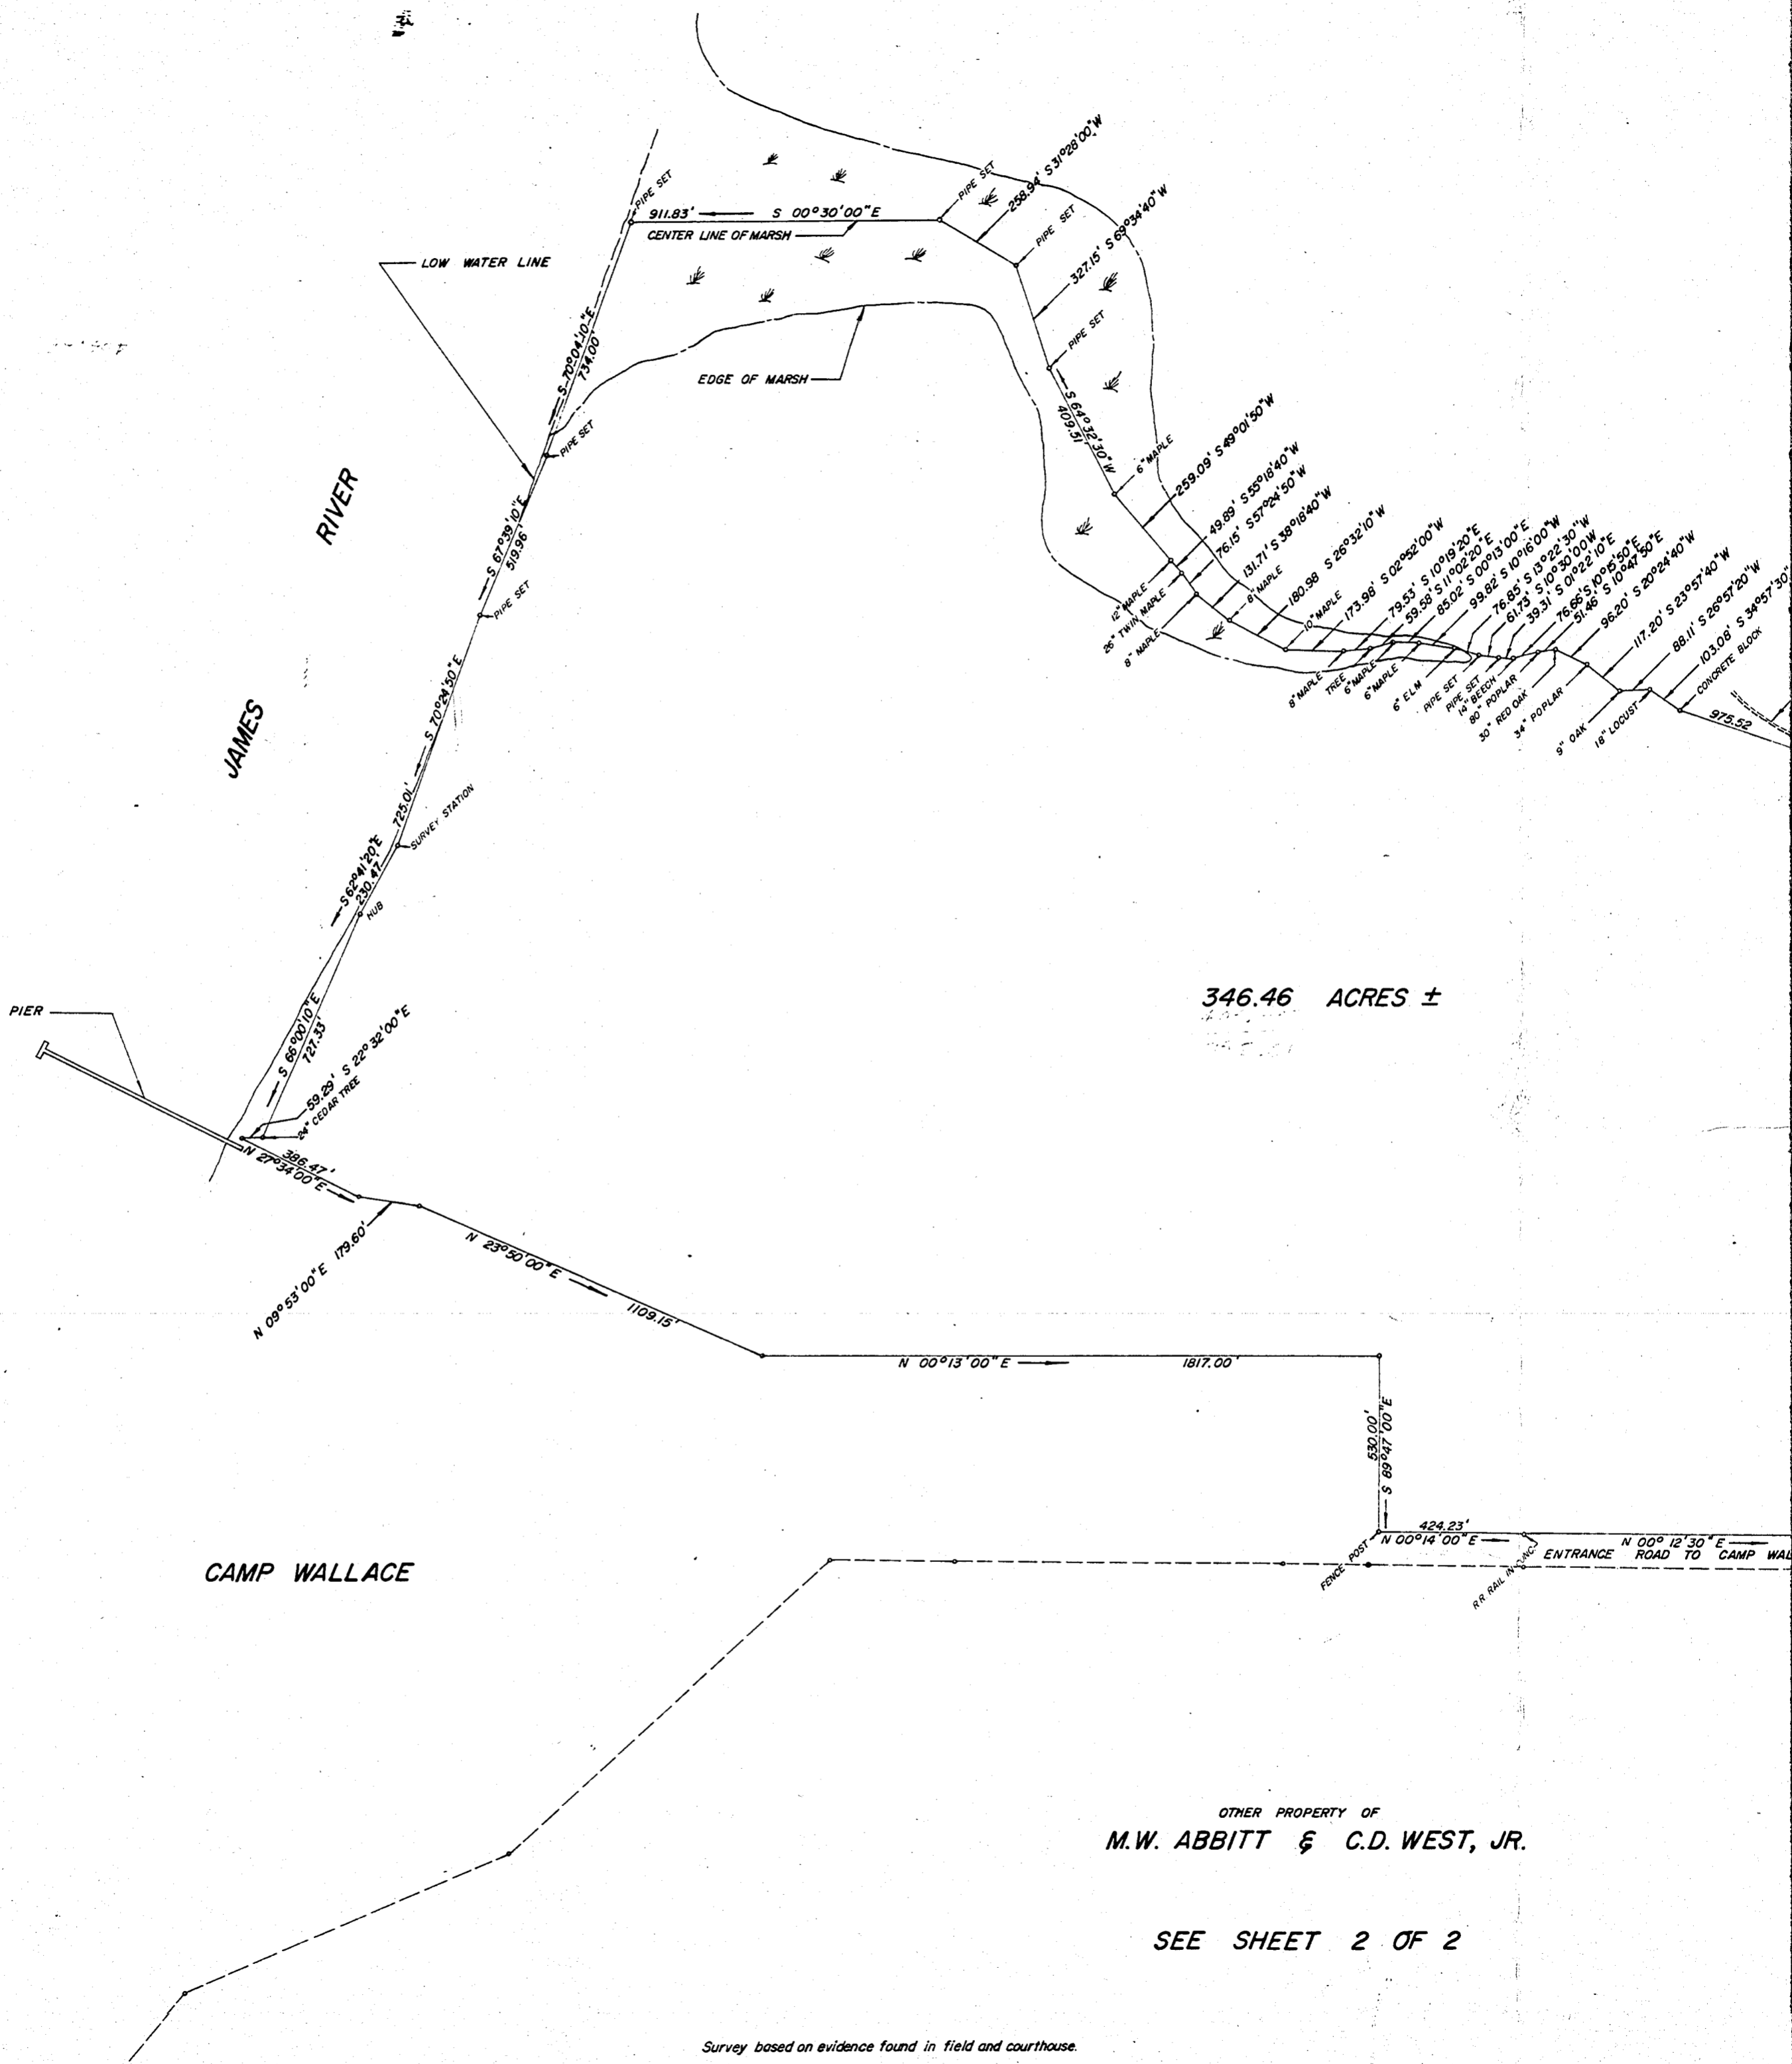 PIPE SET
911.83' S 00°30'00"E
CENTER LINE OF MARSH
PIPE SET
258.94' S 31°28'00"W
PIPE SET
327.15' S 69°34'40"W
PIPE SET
LOW WATER LINE
S 70°04'10"E
734.00'
EDGE OF MARSH
S 64°32'30"W
409.51'
6" MAPLE
259.09' S 49°01'50"W
PIPE SET
S 67°39'10"E
519.96'
PIPE SET
JAMES RIVER
49.89' S 55°18'40"W
76.15' S 57°24'50"W
131.71' S 38°18'40"W
8" MAPLE
180.98 S 26°32'10"W
10" MAPLE
173.98' S 02°52'00"W
79.53' S 10°19'20"E
59.58' S 11°02'20"E
85.02' S 00°13'00"E
99.82' S 10°16'00"W
76.85' S 13°22'30"W
61.73' S 10°30'00W
39.31' S 01°22'10"E
76.66' S 10°15'50"E
51.46' S 10°47'50"E
96.20' S 20°24'40"W
117.20' S 23°57'40"W
88.11' S 26°57'20"W
103.08' S 34°57'30"
CONCRETE BLOCK
975.52
12" MAPLE
26" TWIN MAPLE
8" MAPLE
8" MAPLE
TREE
6" MAPLE
6" MAPLE
6" ELM
PIPE SET
PIPE SET
14" BEECH
80" POPLAR
30" RED OAK
34" POPLAR
9" OAK
18" LOCUST
S 70°24'50"E
725.01'
SURVEY STATION
S 62°41'20"E
230.47'
HUB
346.46 ACRES ±
PIER
S 66°00'10"E
727.33'
59.29' S 22°32'00"E
24" CEDAR TREE
386.47'
N 27°34'00"E
N 09°53'00"E 179.60'
N 23°50'00"E 1109.15'
N 00°13'00"E 1817.00'
530.00'
S 89°47'00"E
424.23'
N 00°14'00"E
N 00°12'30"E
ENTRANCE ROAD TO CAMP WAL
FENCE POST
RR RAIL IN CONC.
CAMP WALLACE
OTHER PROPERTY OF
M.W. ABBITT & C.D. WEST, JR.
SEE SHEET 2 OF 2
Survey based on evidence found in field and courthouse.